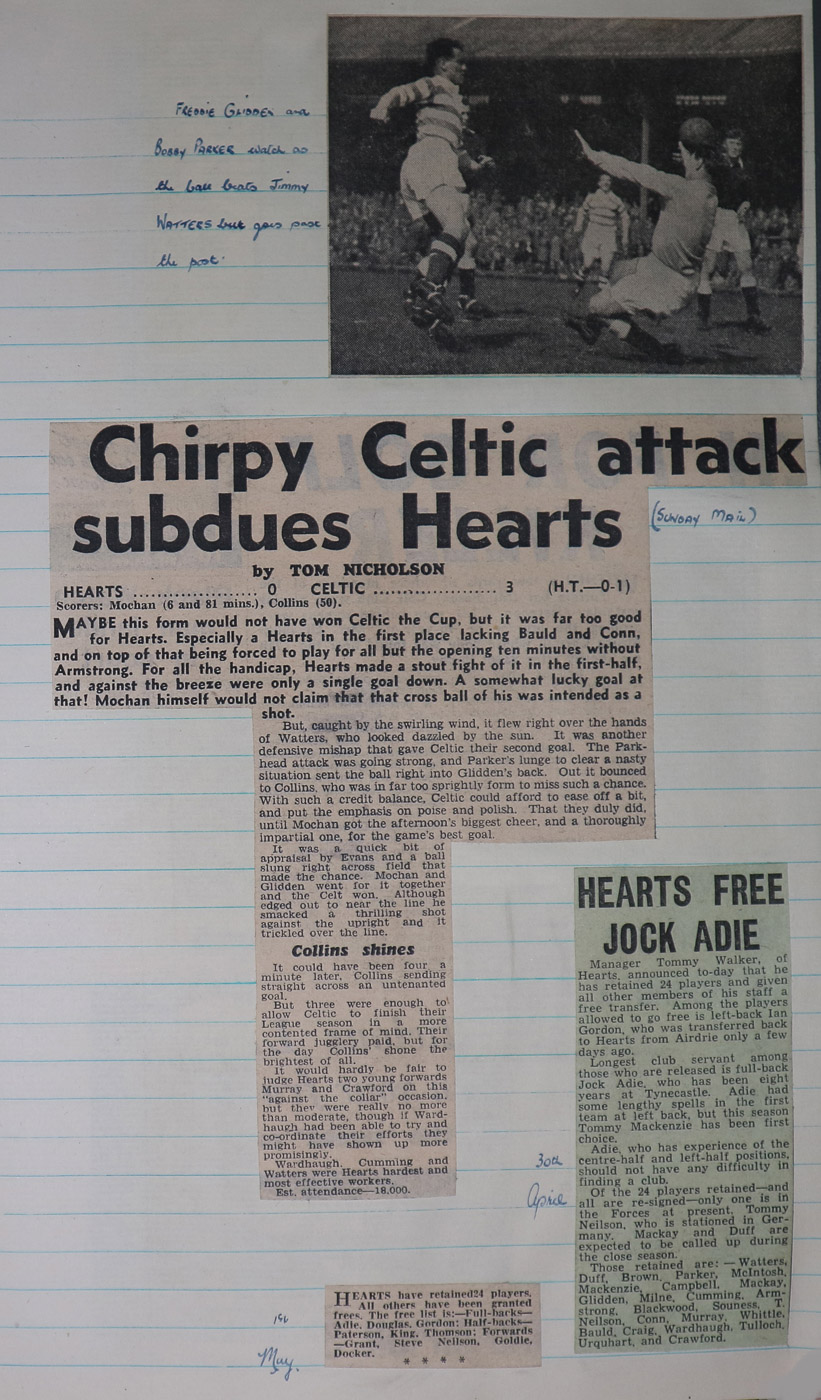 FREDDIE GLIDDEN and
BOBBY PARKER watch as
the ball beats Jimmy
WATTERS but goes past
the post.
Chirpy Celtic attack
subdues Hearts
(SUNDAY MAIL)
by TOM NICHOLSON
HEARTS .................... 0 CELTIC .................... 3 (H.T.—0-1)
Scorers: Mochan (6 and 81 mins.), Collins (50).
MAYBE this form would not have won Celtic the Cup, but it was far too good
for Hearts. Especially a Hearts in the first place lacking Bauld and Conn,
and on top of that being forced to play for all but the opening ten minutes without
Armstrong. For all the handicap, Hearts made a stout fight of it in the first-half,
and against the breeze were only a single goal down. A somewhat lucky goal at
that! Mochan himself would not claim that that cross ball of his was intended as a
shot.
But, caught by the swirling wind, it flew right over the hands
of Watters, who looked dazzled by the sun. It was another
defensive mishap that gave Celtic their second goal. The Park-
head attack was going strong, and Parker's lunge to clear a nasty
situation sent the ball right into Glidden's back. Out it bounced
to Collins, who was in far too sprightly form to miss such a chance.
With such a credit balance, Celtic could afford to ease off a bit,
and put the emphasis on poise and polish. That they duly did,
until Mochan got the afternoon's biggest cheer, and a thoroughly
impartial one, for the game's best goal.
It was a quick bit of
appraisal by Evans and a ball
slung right across field that
made the chance. Mochan and
Glidden went for it together
and the Celt won. Although
edged out to near the line he
smacked a thrilling shot
against the upright and it
trickled over the line.
Collins shines
It could have been four a
minute later, Collins sending
straight across an untenanted
goal.
But three were enough to
allow Celtic to finish their
League season in a more
contented frame of mind. Their
forward jugglery paid, but for
the day Collins' shone the
brightest of all.
It would hardly be fair to
judge Hearts two young forwards
Murray and Crawford on this
"against the collar" occasion,
but they were really no more
than moderate, though if Ward-
haugh had been able to try and
co-ordinate their efforts they
might have shown up more
promisingly.
Wardhaugh, Cumming and
Watters were Hearts hardest and
most effective workers.
Est. attendance—18,000.
HEARTS FREE
JOCK ADIE
Manager Tommy Walker, of
Hearts, announced to-day that he
has retained 24 players and given
all other members of his staff a
free transfer. Among the players
allowed to go free is left-back Ian
Gordon, who was transferred back
to Hearts from Airdrie only a few
days ago.
Longest club servant among
those who are released is full-back
Jock Adie, who has been eight
years at Tynecastle. Adie had
some lengthy spells in the first
team at left back, but this season
Tommy Mackenzie has been first
choice.
Adie, who has experience of the
centre-half and left-half positions,
should not have any difficulty in
finding a club.
Of the 24 players retained—and
all are re-signed—only one is in
the Forces at present, Tommy
Neilson, who is stationed in Ger-
many. Mackay and Duff are
expected to be called up during
the close season.
Those retained are: — Watters,
Duff, Brown, Parker, McIntosh,
Mackenzie, Campbell, Mackay,
Glidden, Milne, Cumming, Arm-
strong, Blackwood, Souness, T.
Neilson, Conn, Murray, Whittle,
Bauld, Craig, Wardhaugh, Tulloch,
Urquhart, and Crawford.
30th
April
HEARTS have retained24 players.
All others have been granted
frees. The free list is:—Full-backs—
Adie, Douglas, Gordon; Half-backs—
Paterson, King, Thomson; Forwards
—Grant, Steve Neilson, Goldie,
Docker.
* * * *
1st
May.